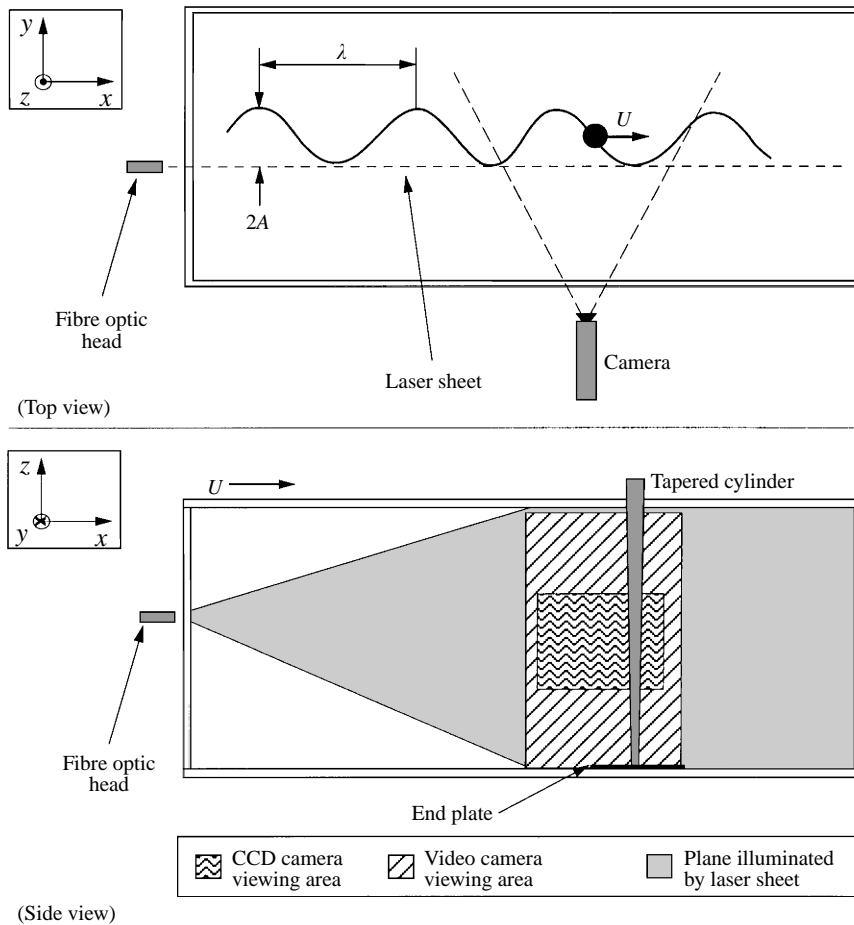 y
z
x
λ
U
2A
Fibre optic
head
Laser sheet
Camera
(Top view)
z
y
x
U
Tapered cylinder
Fibre optic
head
End plate
CCD camera
viewing area
Video camera
viewing area
Plane illuminated
by laser sheet
(Side view)